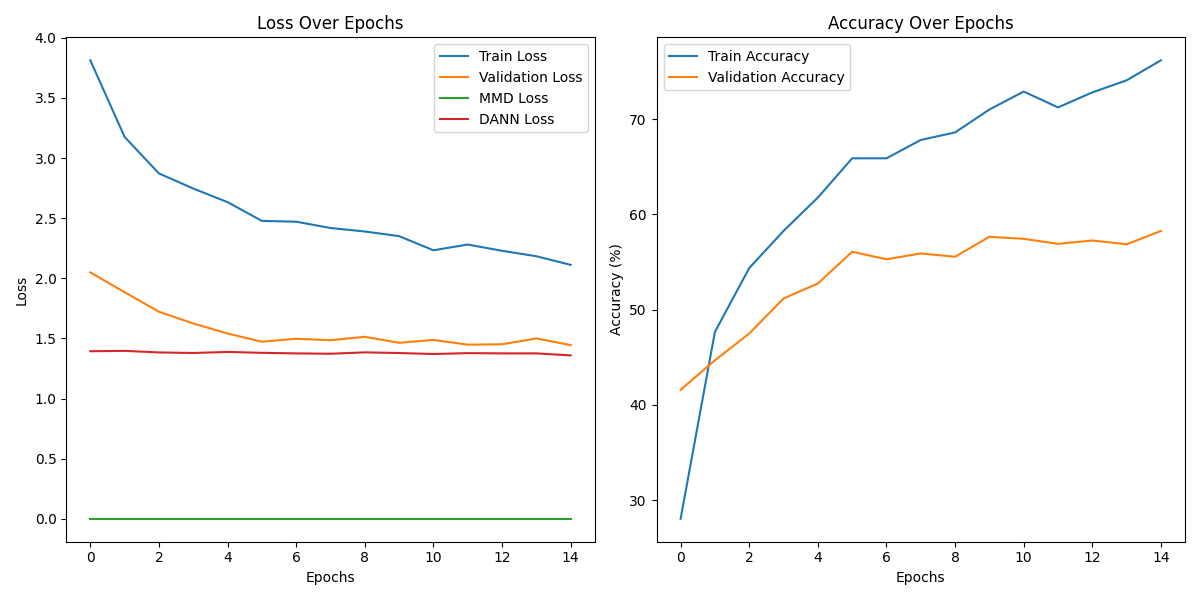 Loss Over Epochs
4.0
3.5
3.0
2.5
2.0
1.5
1.0
0.5
0.0
Loss
0 2 4 6 8 10 12 14
Epochs
Train Loss
Validation Loss
MMD Loss
DANN Loss
Accuracy Over Epochs
70
60
50
40
30
Accuracy (%)
0 2 4 6 8 10 12 14
Epochs
Train Accuracy
Validation Accuracy